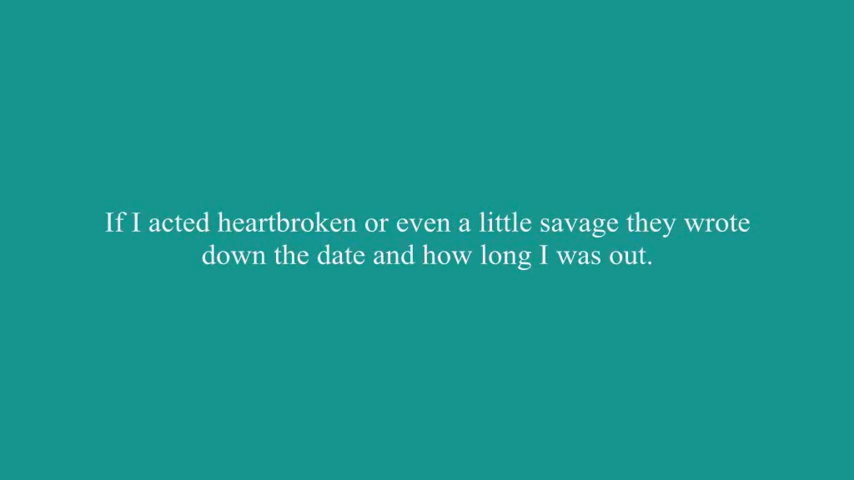 If I acted heartbroken or even a little savage they wrote
down the date and how long I was out.